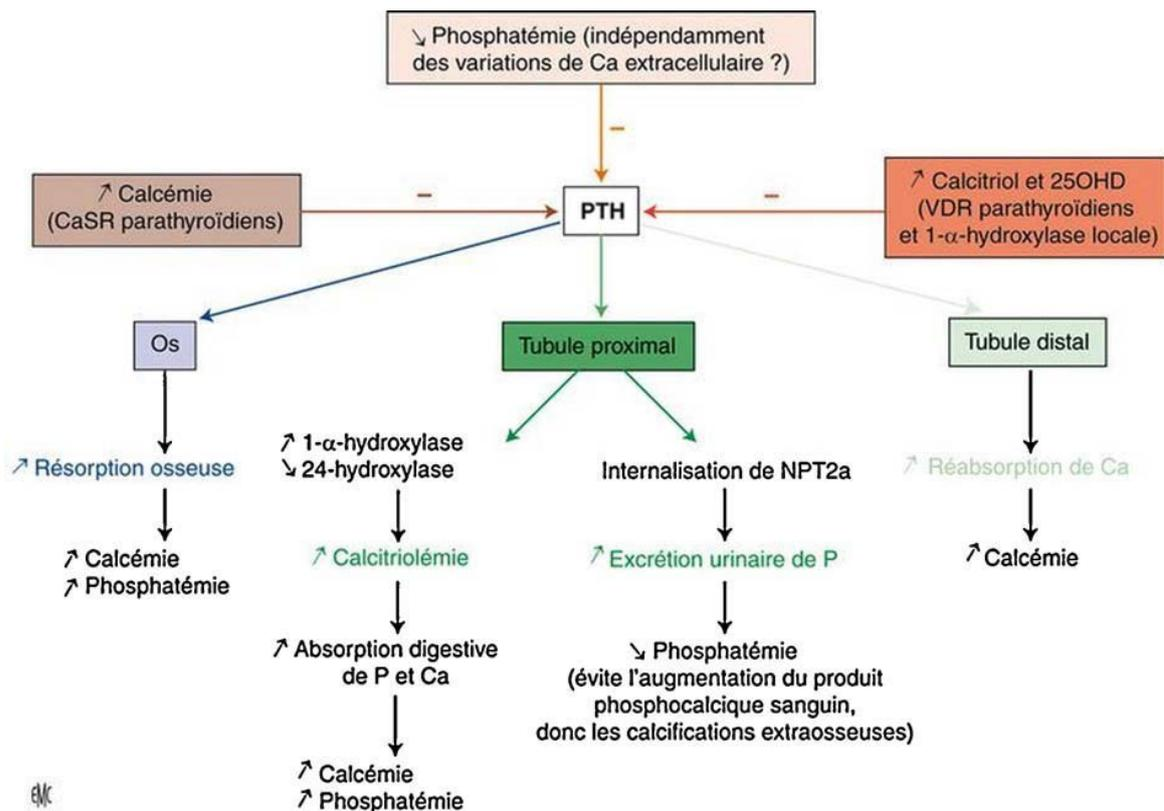 ↘ Phosphatémie (indépendamment
des variations de Ca extracellulaire ?)
–
↗ Calcémie
(CaSR parathyroïdiens)
–
PTH
–
↗ Calcitriol et 25OHD
(VDR parathyroïdiens
et 1-α-hydroxylase locale)
Os
Tubule proximal
Tubule distal
↗ Résorption osseuse
↗ Calcémie
↗ Phosphatémie
↗ 1-α-hydroxylase
↘ 24-hydroxylase
↗ Calcitriolémie
↗ Absorption digestive
de P et Ca
↗ Calcémie
↗ Phosphatémie
Internalisation de NPT2a
↗ Excrétion urinaire de P
↘ Phosphatémie
(évite l'augmentation du produit
phosphocalcique sanguin,
donc les calcifications extraosseuses)
↗ Réabsorption de Ca
↗ Calcémie
EMC